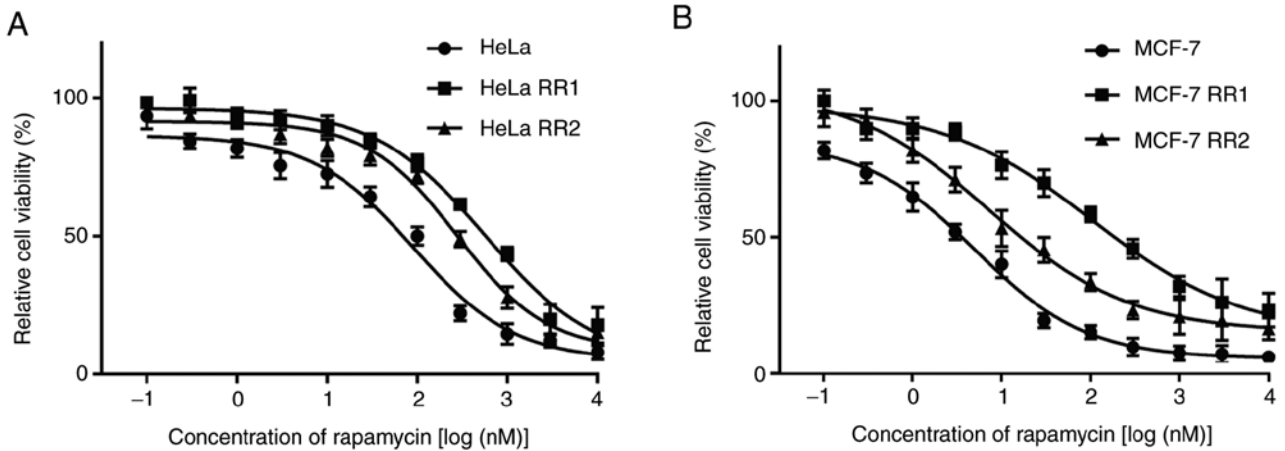 A
HeLa
HeLa RR1
HeLa RR2
Relative cell viability (%)
100
50
0
−1 0 1 2 3 4
Concentration of rapamycin [log (nM)]
B
MCF-7
MCF-7 RR1
MCF-7 RR2
Relative cell viability (%)
100
50
0
−1 0 1 2 3 4
Concentration of rapamycin [log (nM)]